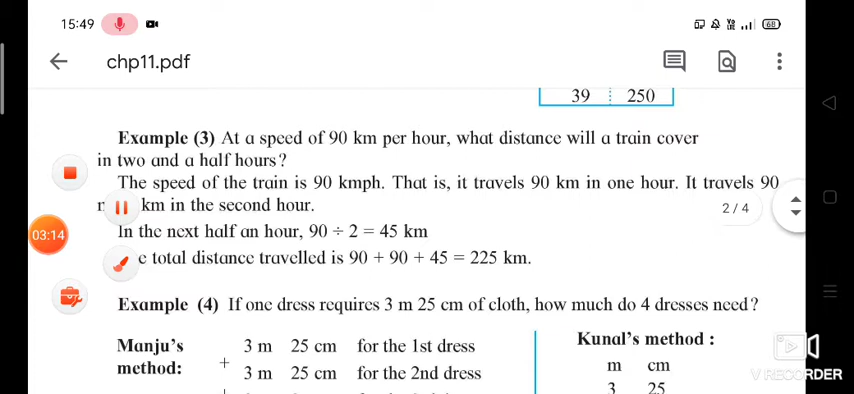 15:49
68
chp11.pdf
39 250
Example (3) At a speed of 90 km per hour, what distance will a train cover
in two and a half hours?
The speed of the train is 90 kmph. That is, it travels 90 km in one hour. It travels 90
km in the second hour.
2/4
03:14
In the next half an hour, 90 ÷ 2 = 45 km
e total distance travelled is 90 + 90 + 45 = 225 km.
Example (4) If one dress requires 3 m 25 cm of cloth, how much do 4 dresses need?
Manju's
method:
3 m 25 cm for the 1st dress
+ 3 m 25 cm for the 2nd dress
Kunal's method :
m cm
3 25
V RECORDER